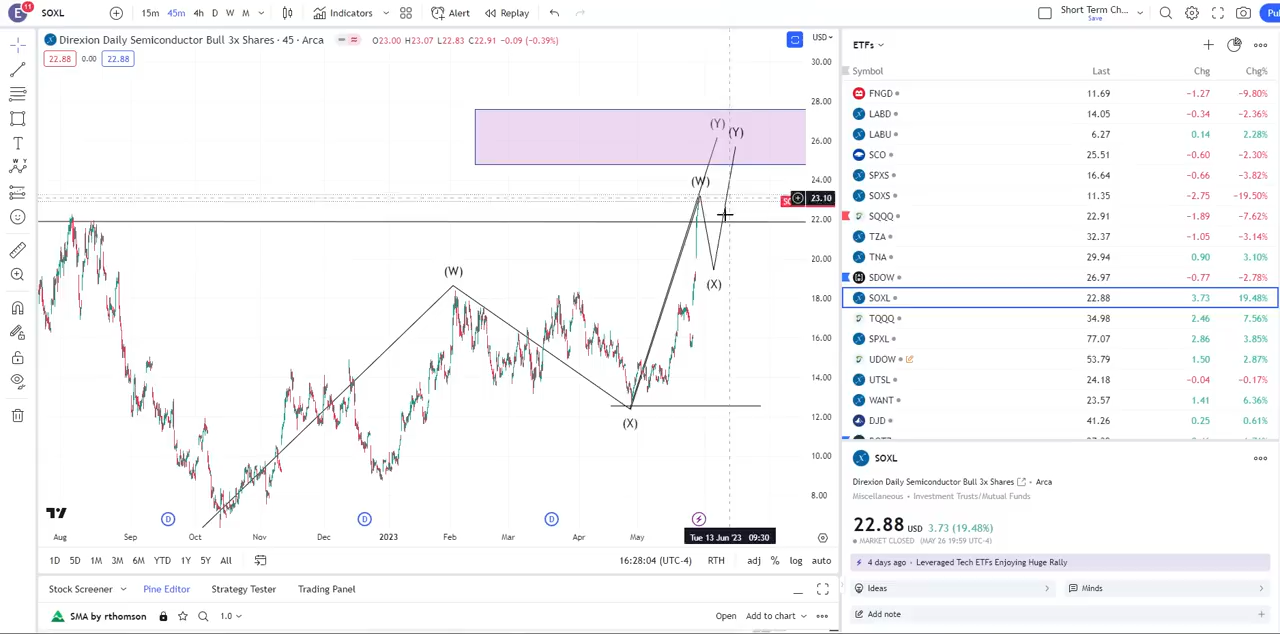 E 11 SOXL 15m 45m 4h D W M Indicators Alert Replay Short Term Ch... Save
Direxion Daily Semiconductor Bull 3x Shares · 45 · Arca O23.00 H23.07 L22.83 C22.91 −0.09 (−0.39%) USD
22.88 0.00 22.88
30.00
28.00
26.00
24.00
23.10
22.00
20.00
18.00
16.00
14.00
12.00
10.00
8.00
(Y) (Y)
(W)
(W)
(X)
(X)
D D D
Aug Sep Oct Nov Dec 2023 Feb Mar Apr May Tue 13 Jun '23 09:30
1D 5D 1M 3M 6M YTD 1Y 5Y All 16:28:04 (UTC-4) RTH adj % log auto
Stock Screener Pine Editor Strategy Tester Trading Panel
SMA by rthomson 1.0 Open Add to chart
ETFs
Symbol Last Chg Chg%
FNGD 11.69 −1.27 −9.80%
LABD 14.05 −0.34 −2.36%
LABU 6.27 0.14 2.28%
SCO 25.51 −0.60 −2.30%
SPXS 16.64 −0.66 −3.82%
SOXS 11.35 −2.75 −19.50%
SQQQ 22.91 −1.89 −7.62%
TZA 32.37 −1.05 −3.14%
TNA 29.94 0.90 3.10%
SDOW 26.97 −0.77 −2.78%
SOXL 22.88 3.73 19.48%
TQQQ 34.98 2.46 7.56%
SPXL 77.07 2.86 3.85%
UDOW 53.79 1.50 2.87%
UTSL 24.18 −0.04 −0.17%
WANT 23.57 1.41 6.36%
DJD 41.26 0.25 0.61%
SOXL
Direxion Daily Semiconductor Bull 3x Shares · Arca
Miscellaneous • Investment Trusts/Mutual Funds
22.88 USD 3.73 (19.48%)
MARKET CLOSED (MAY 26 19:59 UTC-4)
4 days ago · Leveraged Tech ETFs Enjoying Huge Rally
Ideas Minds
Add note